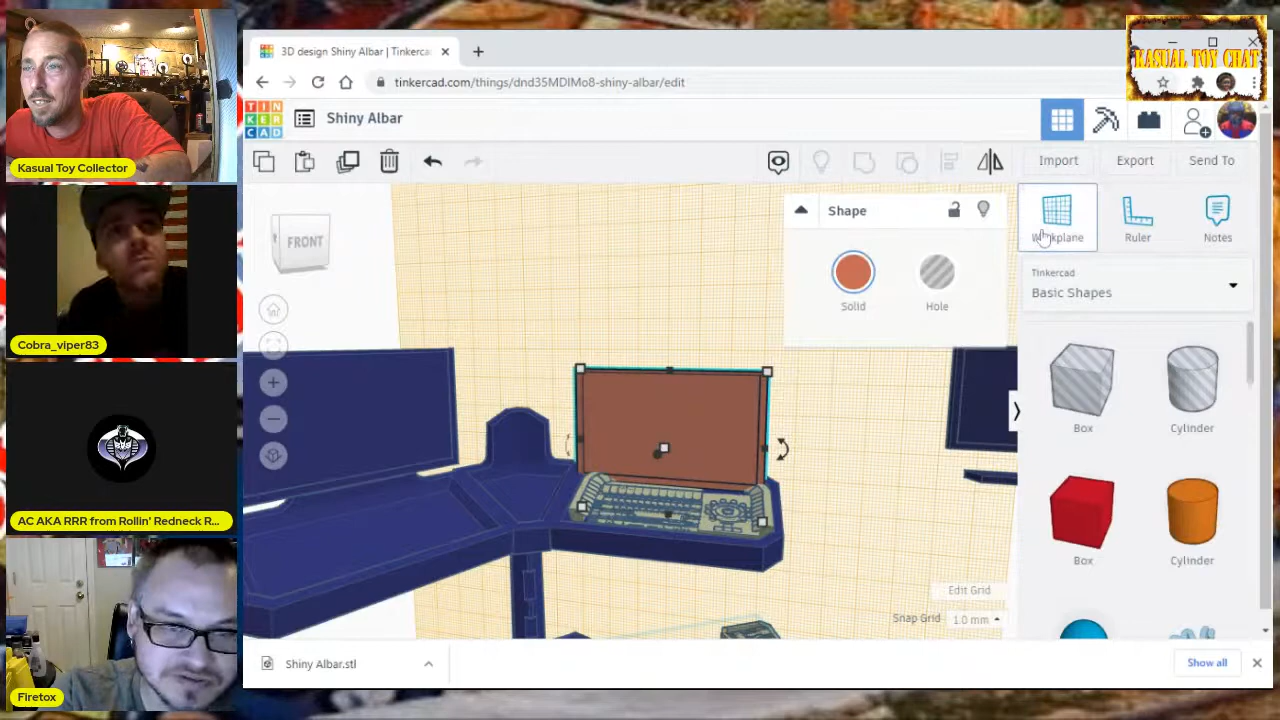 Kasual Toy Collector
Cobra_viper83
AC AKA RRR from Rollin' Redneck R...
Firetox
KASUAL TOY CHAT
3D design Shiny Albar | Tinkerca
tinkercad.com/things/dnd35MDlMo8-shiny-albar/edit
TIN
KER
CAD
Shiny Albar
Import
Export
Send To
FRONT
Shape
Solid
Hole
Workplane
Ruler
Notes
Tinkercad
Basic Shapes
Box
Cylinder
Box
Cylinder
Edit Grid
Snap Grid
1.0 mm
Shiny Albar.stl
Show all